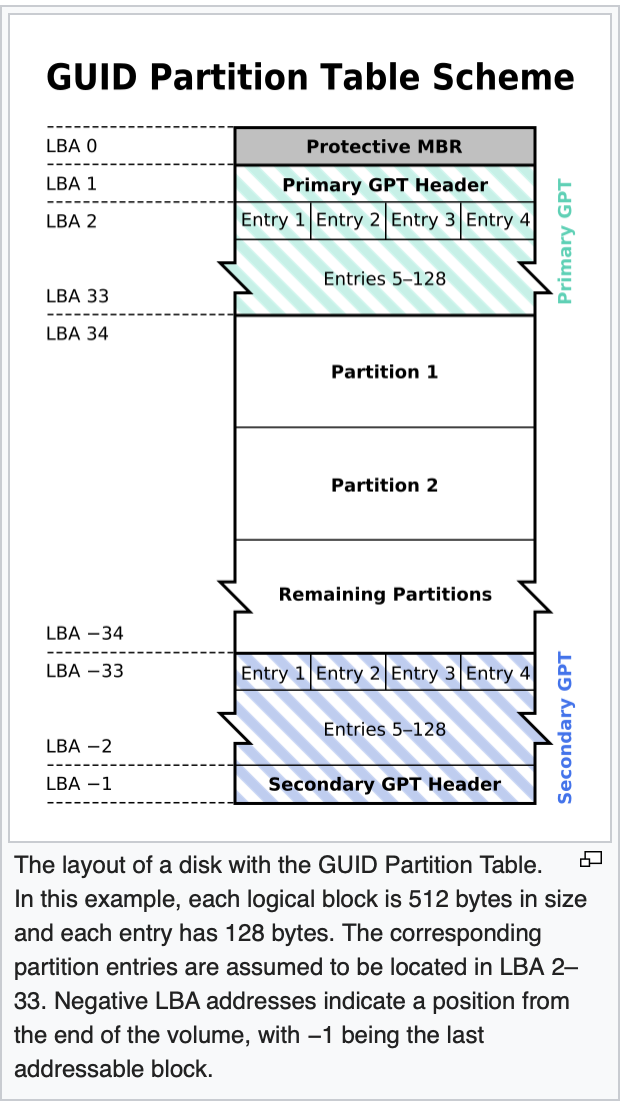 GUID Partition Table Scheme
LBA 0
Protective MBR
LBA 1
Primary GPT Header
LBA 2
Entry 1 Entry 2 Entry 3 Entry 4
Entries 5–128
LBA 33
Primary GPT
LBA 34
Partition 1
Partition 2
Remaining Partitions
LBA −34
LBA −33
Entry 1 Entry 2 Entry 3 Entry 4
Entries 5–128
LBA −2
LBA −1
Secondary GPT Header
Secondary GPT
The layout of a disk with the GUID Partition Table.
In this example, each logical block is 512 bytes in size
and each entry has 128 bytes. The corresponding
partition entries are assumed to be located in LBA 2–
33. Negative LBA addresses indicate a position from
the end of the volume, with −1 being the last
addressable block.